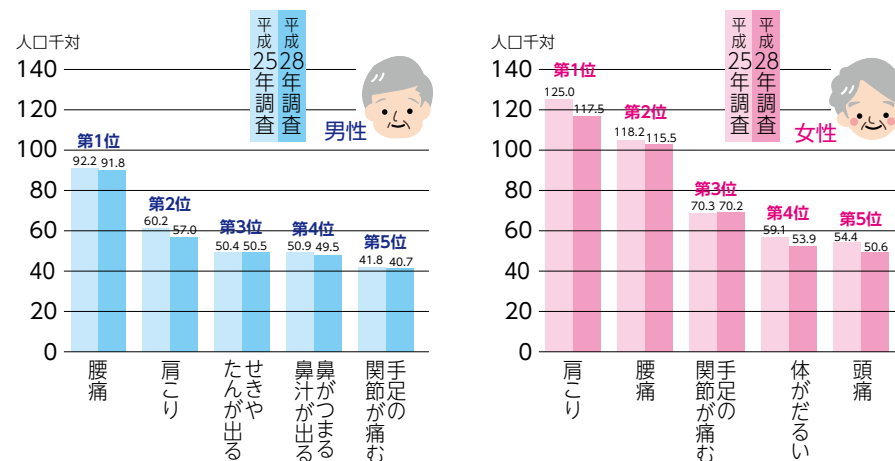 人口千対
平成25年調査
平成28年調査
男性
140
120
100
80
60
40
20
0
第1位
92.2 91.8
第2位
60.2 57.0
第3位
50.4 50.5
第4位
50.9 49.5
第5位
41.8 40.7
腰痛
肩こり
せきや
たんが出る
鼻がつまる
鼻汁が出る
手足の
関節が痛む
人口千対
平成25年調査
平成28年調査
女性
140
120
100
80
60
40
20
0
第1位
125.0 117.5
第2位
118.2 115.5
第3位
70.3 70.2
第4位
59.1 53.9
第5位
54.4 50.6
肩こり
腰痛
手足の
関節が痛む
体がだるい
頭痛